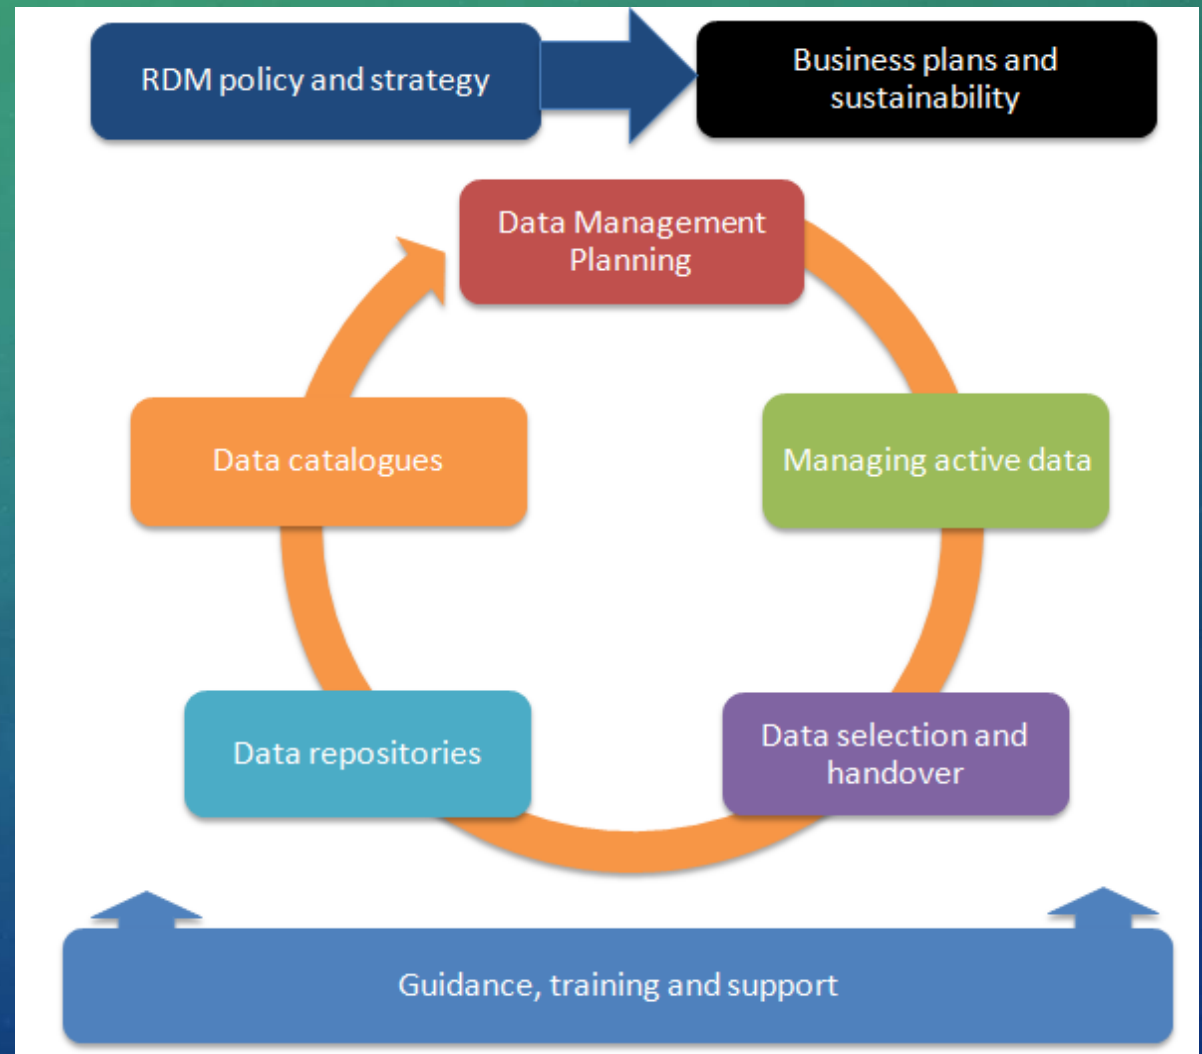 RDM policy and strategy
Business plans and
sustainability
Data Management
Planning
Data catalogues
Managing active data
Data repositories
Data selection and
handover
Guidance, training and support